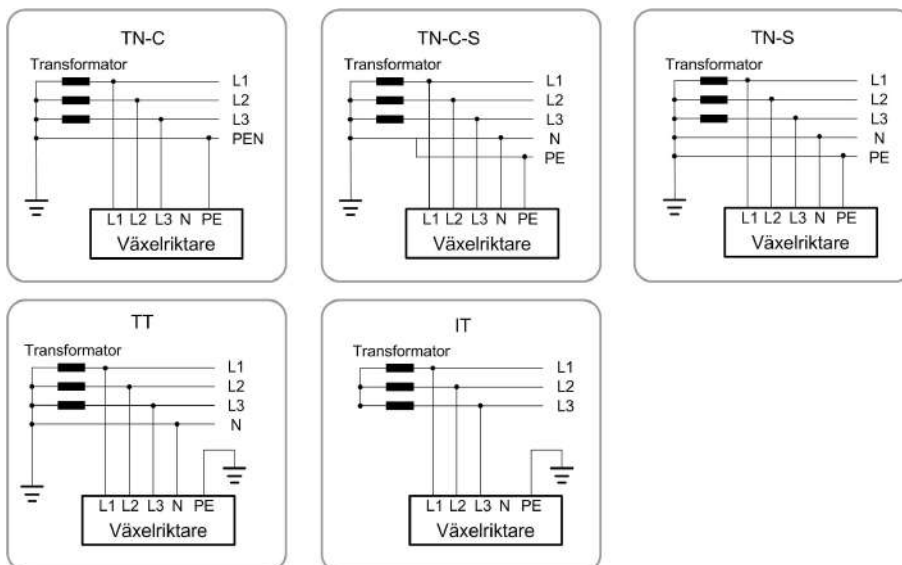 TN-C
Transformator
L1
L2
L3
PEN
L1 L2 L3 N PE
Växelriktare
TN-C-S
Transformator
L1
L2
L3
N
PE
L1 L2 L3 N PE
Växelriktare
TN-S
Transformator
L1
L2
L3
N
PE
L1 L2 L3 N PE
Växelriktare
TT
Transformator
L1
L2
L3
N
L1 L2 L3 N PE
Växelriktare
IT
Transformator
L1
L2
L3
L1 L2 L3 N PE
Växelriktare